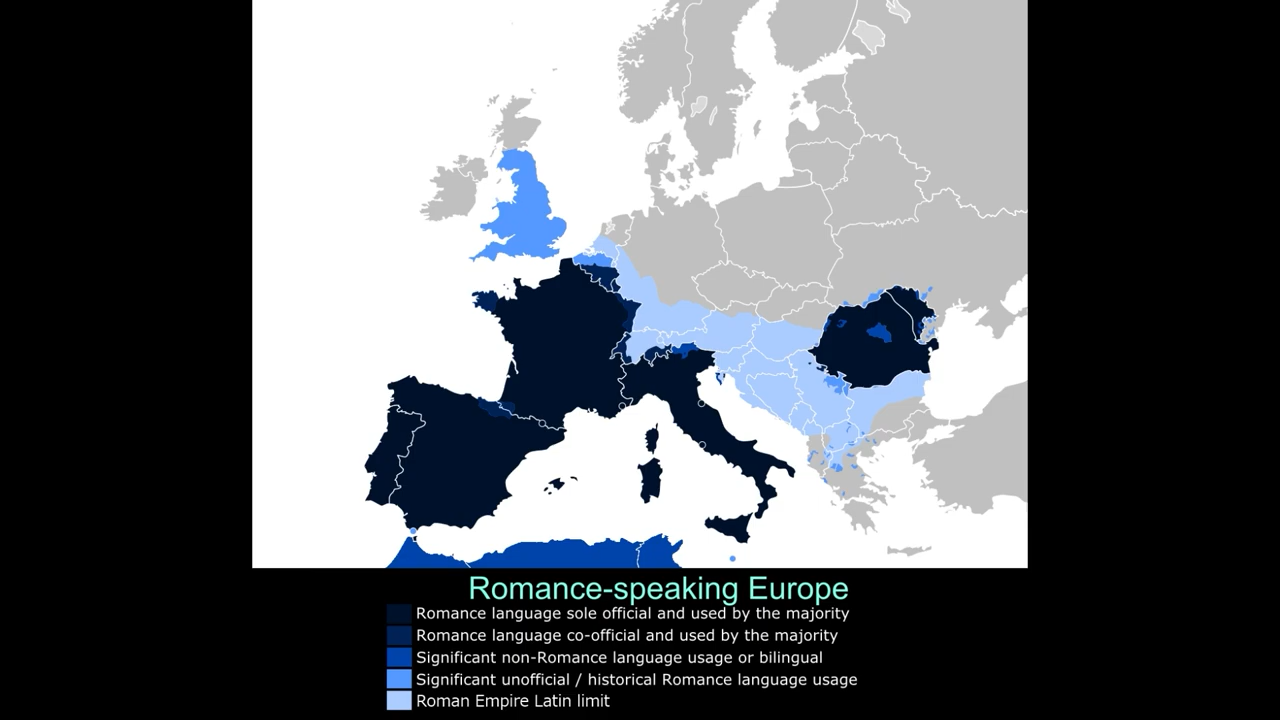 Romance-speaking Europe
Romance language sole official and used by the majority
Romance language co-official and used by the majority
Significant non-Romance language usage or bilingual
Significant unofficial / historical Romance language usage
Roman Empire Latin limit